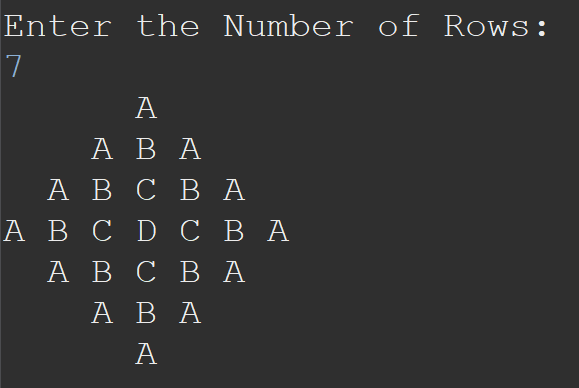 Enter the Number of Rows:
7
      A
    A B A
  A B C B A
A B C D C B A
  A B C B A
    A B A
      A